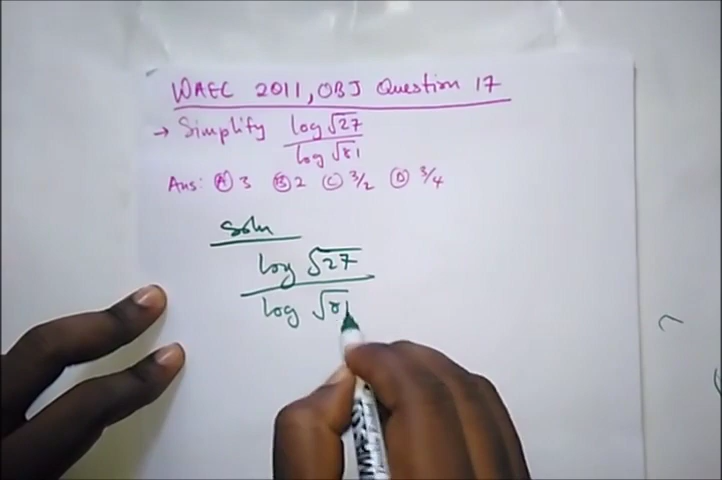 WAEC 2011, OBJ Question 17
→ Simplify log√27
log√81
Ans: Ⓐ 3 Ⓑ 2 Ⓒ 3/2 Ⓓ 3/4
Soln
log √27
log √81